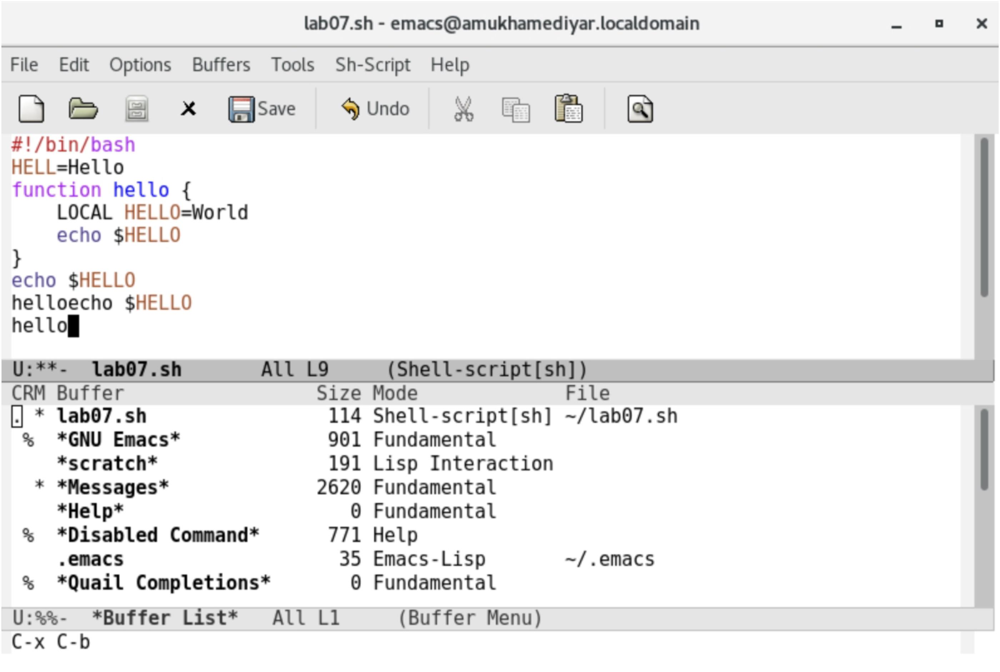 lab07.sh - emacs@amukhamediyar.localdomain
File Edit Options Buffers Tools Sh-Script Help
Save Undo
#!/bin/bash
HELL=Hello
function hello {
    LOCAL HELLO=World
    echo $HELLO
}
echo $HELLO
helloecho $HELLO
hello
U:**-  lab07.sh       All L9     (Shell-script[sh])
CRM Buffer                 Size Mode             File
. * lab07.sh                114 Shell-script[sh] ~/lab07.sh
 %  *GNU Emacs*             901 Fundamental
    *scratch*               191 Lisp Interaction
  * *Messages*             2620 Fundamental
    *Help*                    0 Fundamental
 %  *Disabled Command*      771 Help
    .emacs                   35 Emacs-Lisp       ~/.emacs
 %  *Quail Completions*       0 Fundamental
U:%%-  *Buffer List*   All L1     (Buffer Menu)
C-x C-b